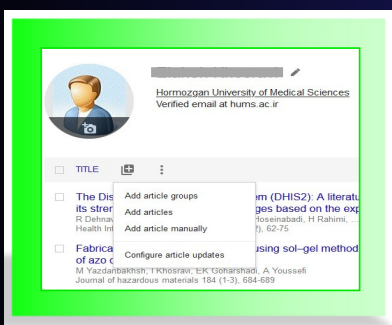 Hormozgan University of Medical Sciences
Verified email at hums.ac.ir
TITLE
Add article groups
Add articles
Add article manually
Configure article updates
The Dis em (DHIS2): A literatu
its stren ges based on the exp
R Dehnav Hoseinabadi, H Rahimi, ...
Health Int 2), 62-75
Fabrica using sol–gel method
of azo c
M Yazdanbakhsh, I Khosravi, EK Goharshadi, A Youssefi
Journal of hazardous materials 184 (1-3), 684-689